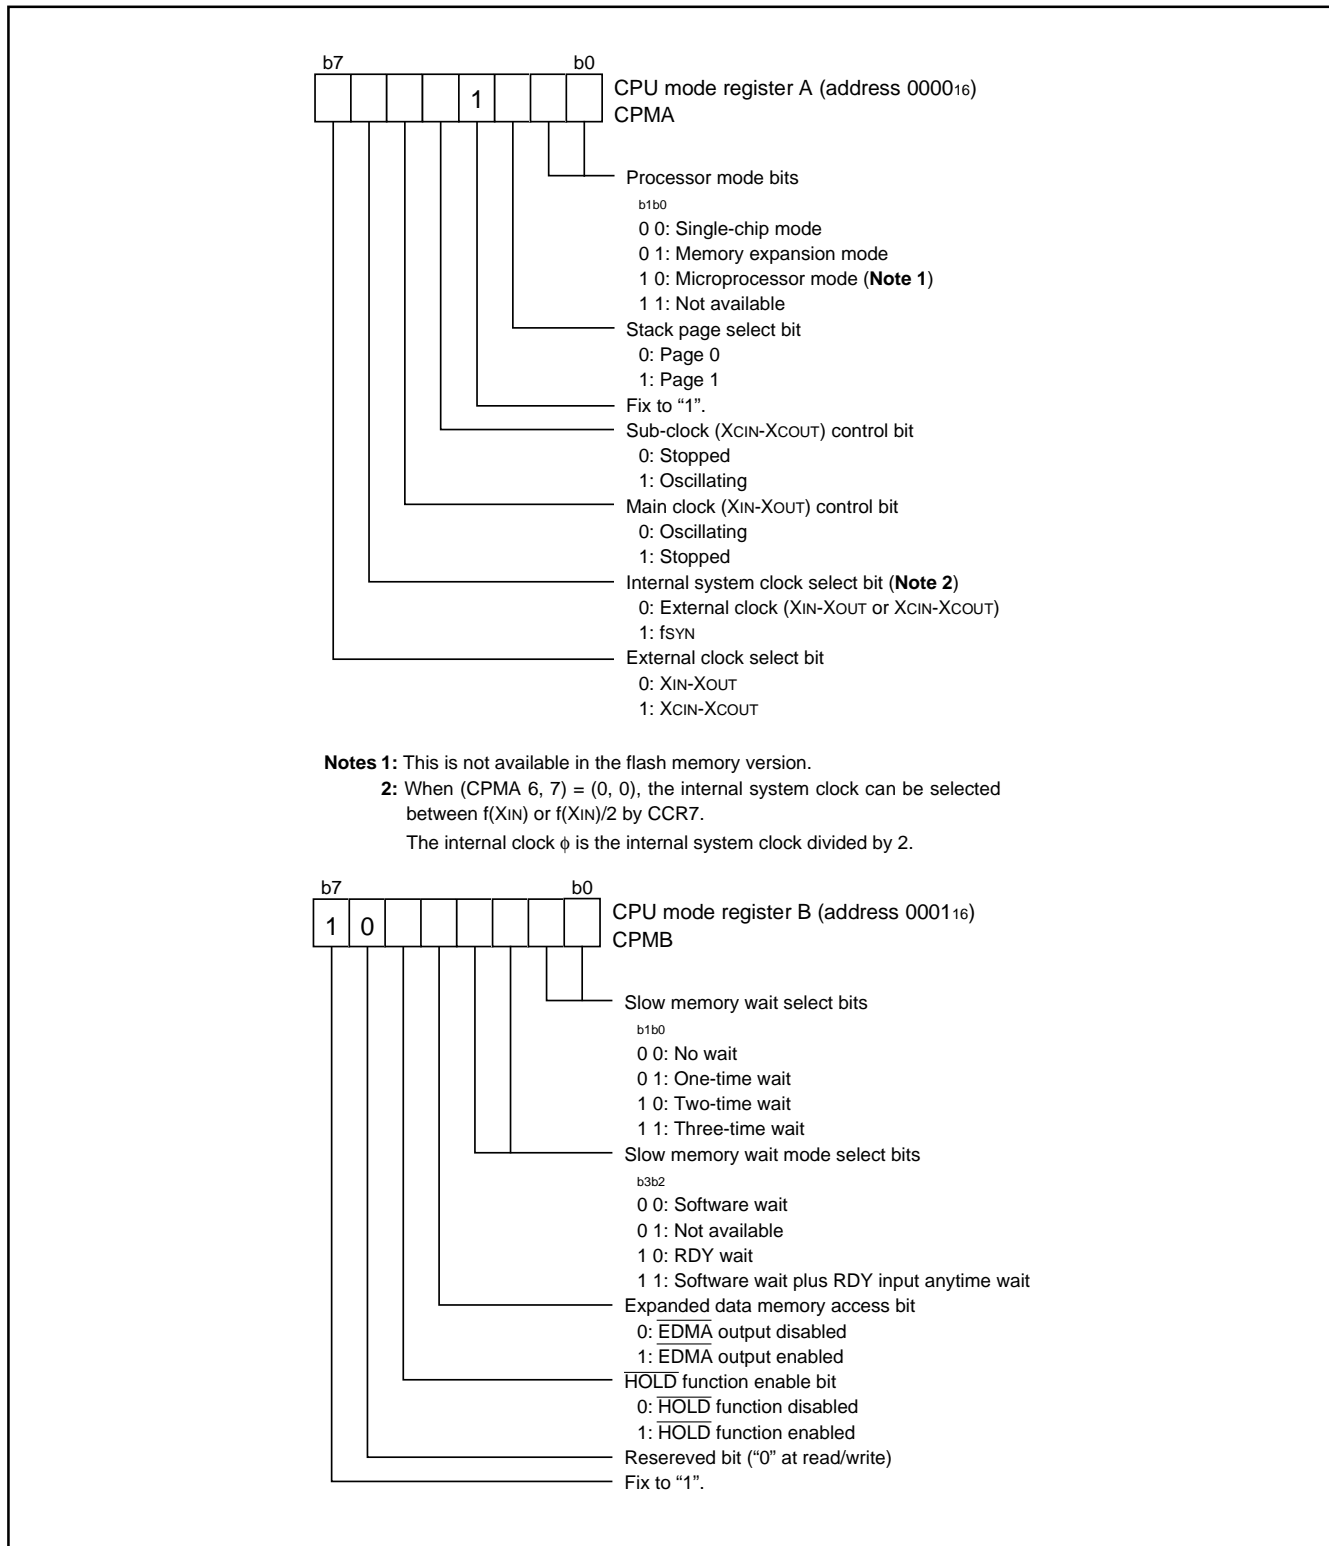 b7 b0
1
CPU mode register A (address 0000₁₆)
CPMA
Processor mode bits
b1b0
0 0: Single-chip mode
0 1: Memory expansion mode
1 0: Microprocessor mode (Note 1)
1 1: Not available
Stack page select bit
0: Page 0
1: Page 1
Fix to “1”.
Sub-clock (XCIN-XCOUT) control bit
0: Stopped
1: Oscillating
Main clock (XIN-XOUT) control bit
0: Oscillating
1: Stopped
Internal system clock select bit (Note 2)
0: External clock (XIN-XOUT or XCIN-XCOUT)
1: fSYN
External clock select bit
0: XIN-XOUT
1: XCIN-XCOUT
Notes 1: This is not available in the flash memory version.
2: When (CPMA 6, 7) = (0, 0), the internal system clock can be selected
between f(XIN) or f(XIN)/2 by CCR7.
The internal clock ϕ is the internal system clock divided by 2.
b7 b0
1 0
CPU mode register B (address 0001₁₆)
CPMB
Slow memory wait select bits
b1b0
0 0: No wait
0 1: One-time wait
1 0: Two-time wait
1 1: Three-time wait
Slow memory wait mode select bits
b3b2
0 0: Software wait
0 1: Not available
1 0: RDY wait
1 1: Software wait plus RDY input anytime wait
Expanded data memory access bit
0: E̅D̅M̅A̅ output disabled
1: E̅D̅M̅A̅ output enabled
H̅O̅L̅D̅ function enable bit
0: H̅O̅L̅D̅ function disabled
1: H̅O̅L̅D̅ function enabled
Resereved bit (“0” at read/write)
Fix to “1”.